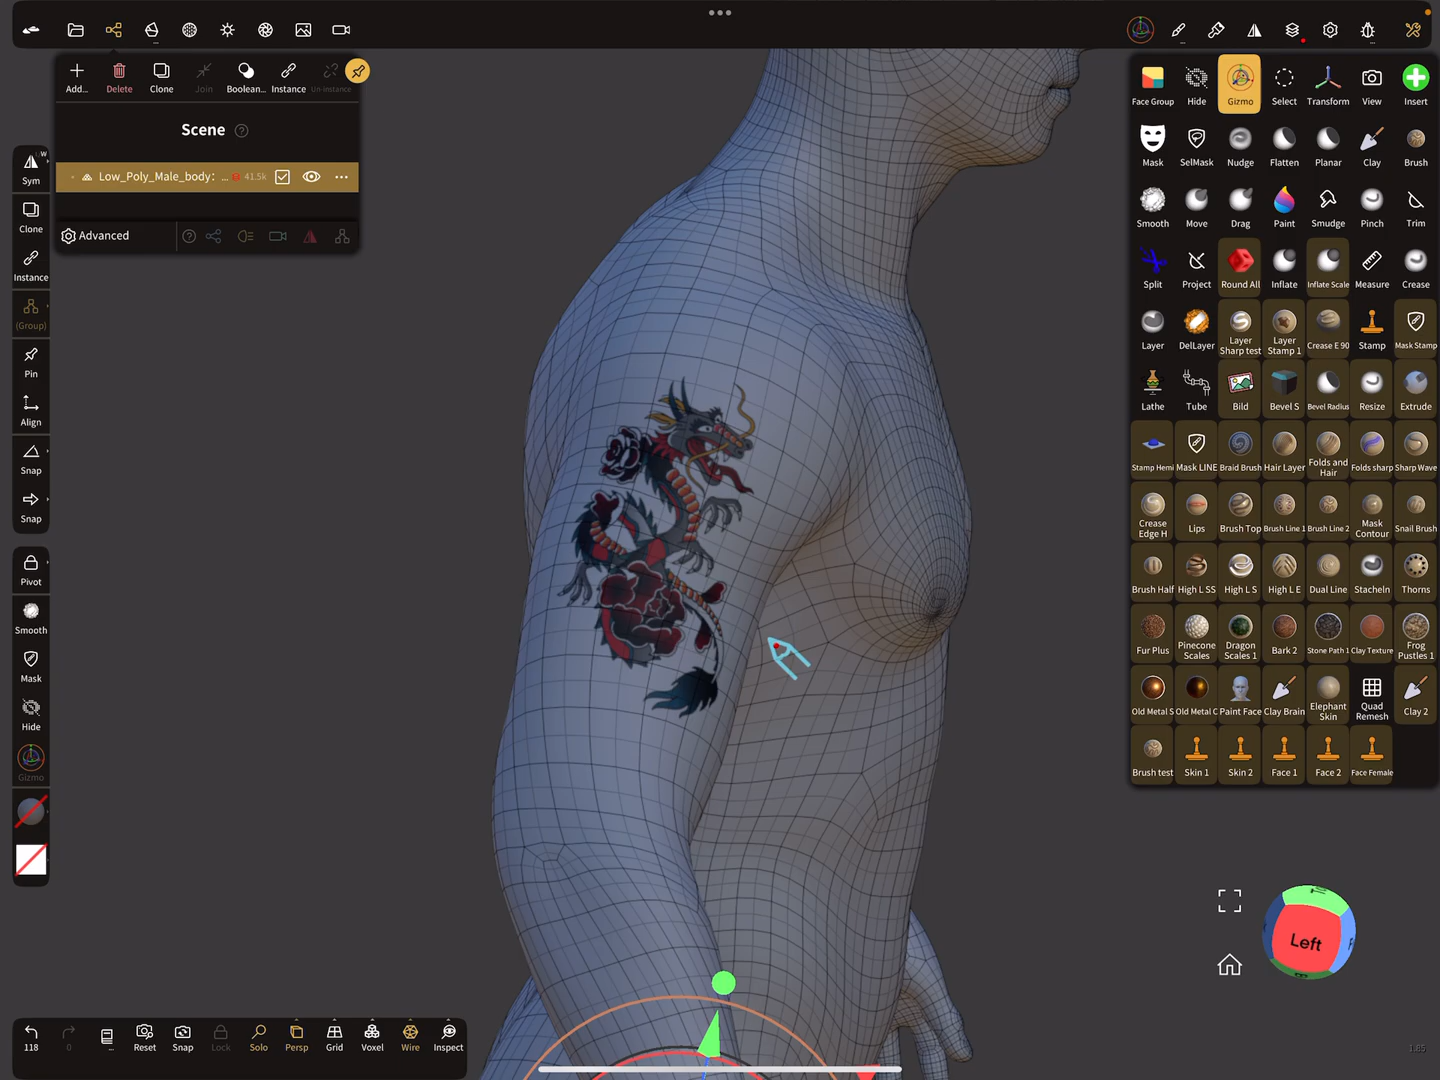 Add...
Delete
Clone
Join
Boolean...
Instance
Un-instance
Scene
Low_Poly_Male_body: ... 41.5k
Advanced
W
Sym
Clone
Instance
(Group)
Pin
Align
Snap
Snap
Pivot
Smooth
Mask
Hide
Gizmo
Face Group
Hide
Gizmo
Select
Transform
View
Insert
Mask
SelMask
Nudge
Flatten
Planar
Clay
Brush
Smooth
Move
Drag
Paint
Smudge
Pinch
Trim
Split
Project
Round All
Inflate
Inflate Scale
Measure
Crease
Layer
DelLayer
Layer Sharp test
Layer Stamp 1
Crease E 90
Stamp
Mask Stamp
Lathe
Tube
Bild
Bevel S
Bevel Radius
Resize
Extrude
Stamp Hemi
Mask LINE
Braid Brush
Hair Layer
Folds and Hair
Folds sharp
Sharp Wave
Crease Edge H
Lips
Brush Top
Brush Line 1
Brush Line 2
Mask Contour
Snail Brush
Brush Half
High L SS
High L S
High L E
Dual Line
Stacheln
Thorns
Fur Plus
Pinecone Scales
Dragon Scales 1
Bark 2
Stone Path 1
Clay Texture
Frog Pustles 1
Old Metal S
Old Metal C
Paint Face
Clay Brain
Elephant Skin
Quad Remesh
Clay 2
Brush test
Skin 1
Skin 2
Face 1
Face 2
Face Female
Left
118
0
...
Reset
Snap
Lock
Solo
Persp
Grid
Voxel
Wire
Inspect
1.85